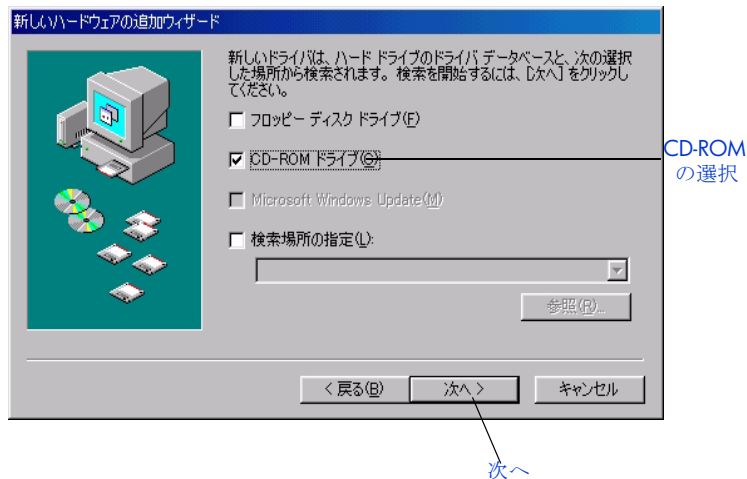 新しいハードウェアの追加ウィザード
新しいドライバは、ハード ドライブのドライバ データベースと、次の選択
した場所から検索されます。検索を開始するには、[次へ] をクリックし
てください。
フロッピー ディスク ドライブ(F)
CD-ROM ドライブ(C)
CD-ROM
の選択
Microsoft Windows Update(M)
検索場所の指定(L):
参照(R)...
< 戻る(B)
次へ >
キャンセル
次へ